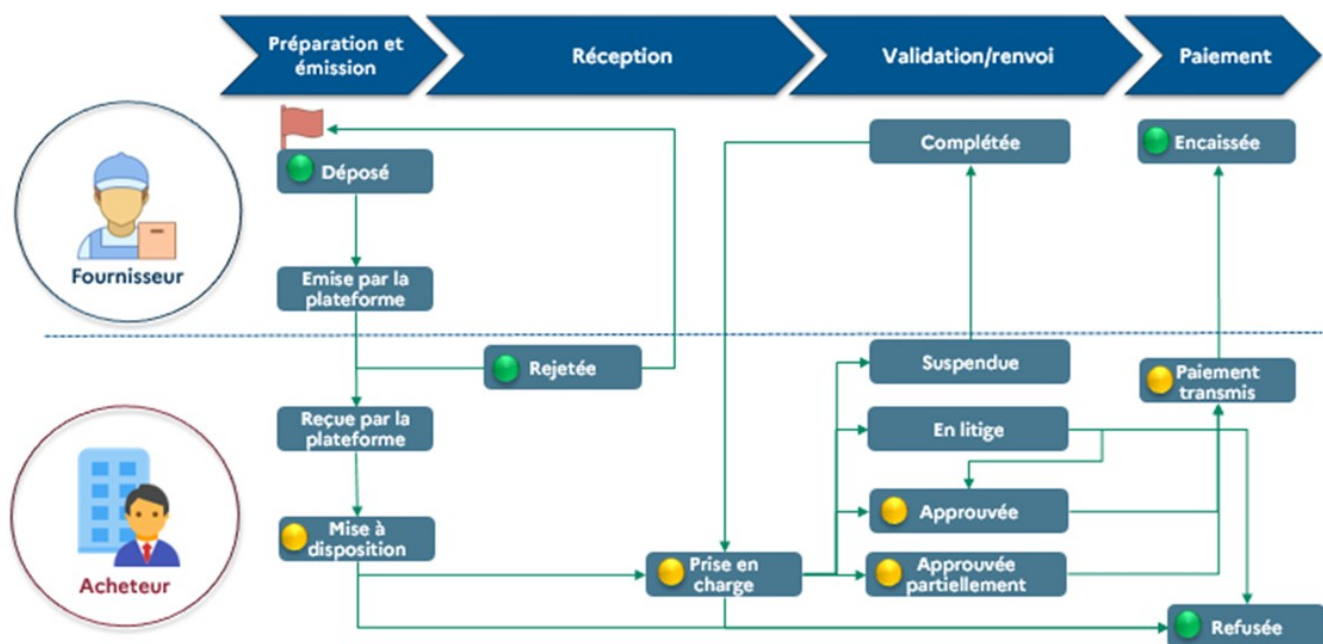 Préparation et
émission
Réception
Validation/renvoi
Paiement
Déposé
Complétée
Encaissée
Fournisseur
Emise par la
plateforme
Rejetée
Suspendue
Paiement
transmis
Reçue par la
plateforme
En litige
Approuvée
Mise à
disposition
Prise en
charge
Approuvée
partiellement
Acheteur
Refusée